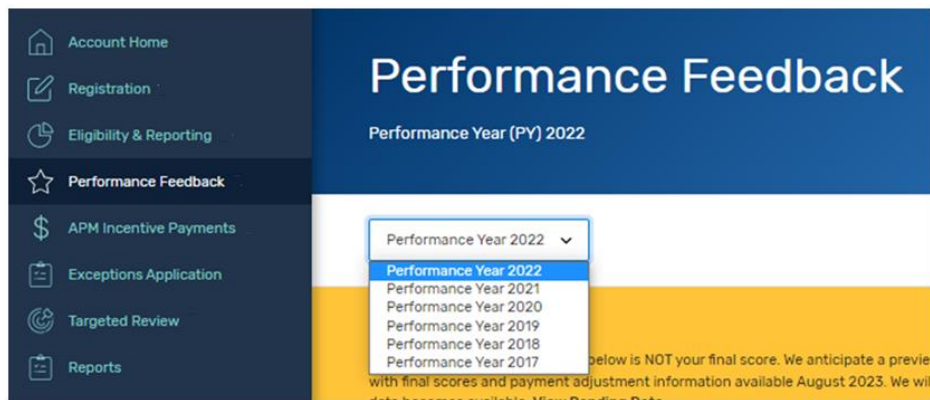 Account Home
Registration
Eligibility & Reporting
Performance Feedback
APM Incentive Payments
Exceptions Application
Targeted Review
Reports
Performance Feedback
Performance Year (PY) 2022
Performance Year 2022
Performance Year 2022
Performance Year 2021
Performance Year 2020
Performance Year 2019
Performance Year 2018
Performance Year 2017
below is NOT your final score. We anticipate a previe
with final scores and payment adjustment information available August 2023. We wil
data becomes available. View Pending Data